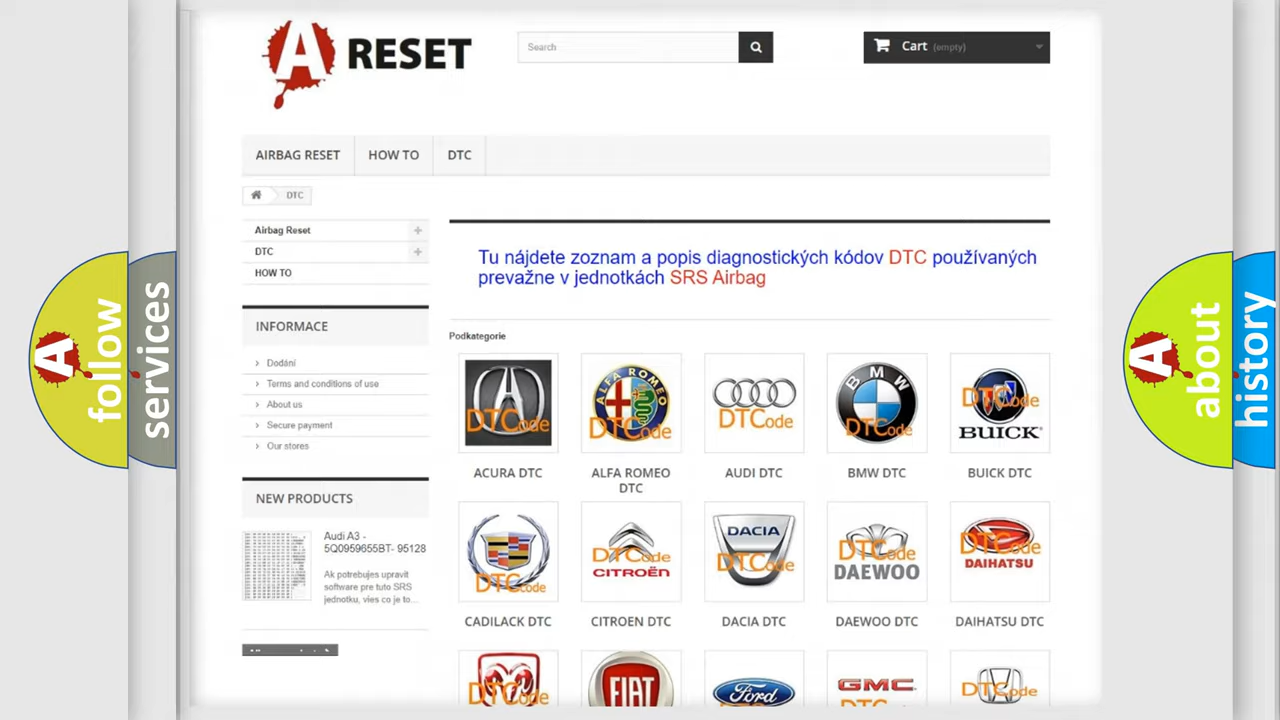 A RESET
Search
Cart (empty)
AIRBAG RESET
HOW TO
DTC
DTC
Airbag Reset
DTC
HOW TO
INFORMACE
Dodání
Terms and conditions of use
About us
Secure payment
Our stores
NEW PRODUCTS
Audi A3 -
5Q0959655BT- 95128
Ak potrebujes upravit
software pre tuto SRS
jednotku, vies co je to...
Tu nájdete zoznam a popis diagnostických kódov DTC používaných
prevažne v jednotkách SRS Airbag
Podkategorie
DTCode
ALFA ROMEO
DTCode
DTCode
BMW
DTCode
DTCode
BUICK
ACURA DTC
ALFA ROMEO
DTC
AUDI DTC
BMW DTC
BUICK DTC
DTCode
DTCode
CITROËN
DACIA
DTCode
DTCode
DAEWOO
DTCode
DAIHATSU
CADILACK DTC
CITROEN DTC
DACIA DTC
DAEWOO DTC
DAIHATSU DTC
DTCode
FIAT
Ford
GMC
DTCode
A follow
services
A about
history